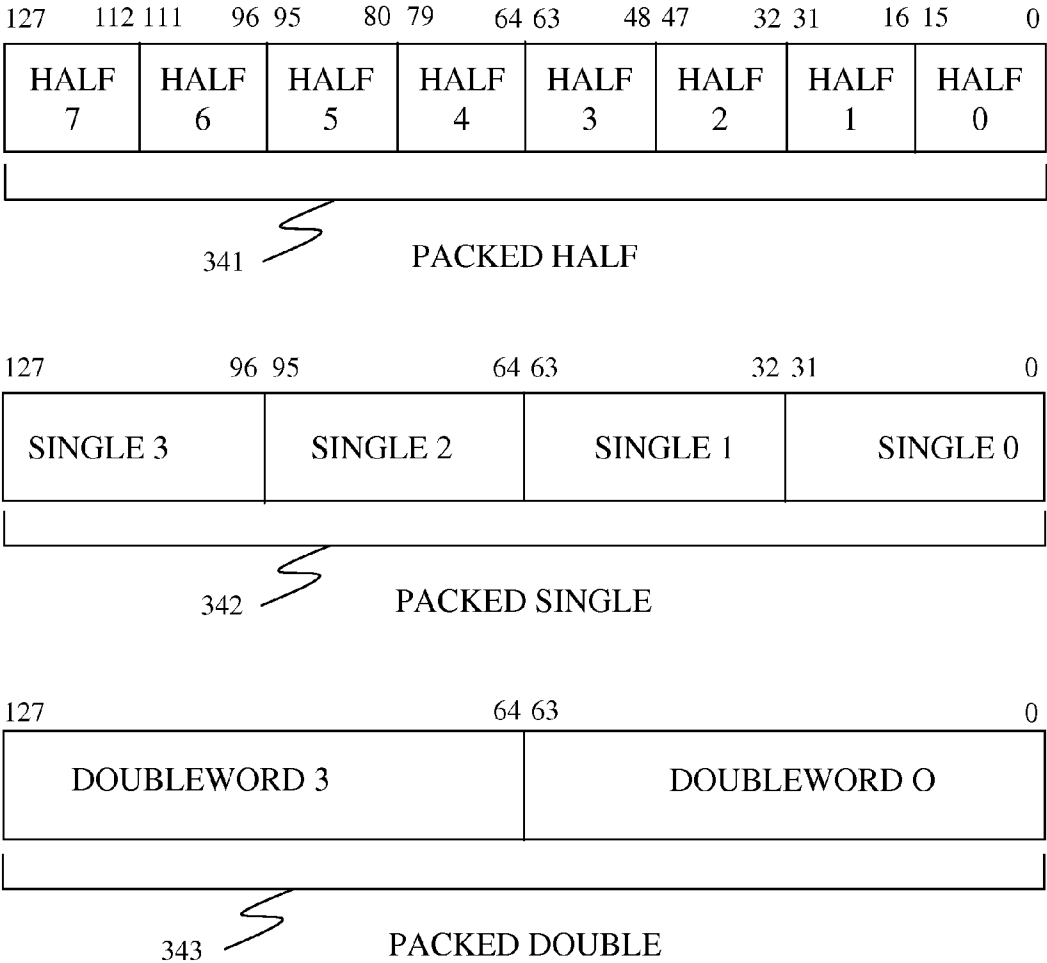 127 112 111 96 95 80 79 64 63 48 47 32 31 16 15 0
HALF HALF HALF HALF HALF HALF HALF HALF
7 6 5 4 3 2 1 0
341 PACKED HALF
127 96 95 64 63 32 31 0
SINGLE 3 SINGLE 2 SINGLE 1 SINGLE 0
342 PACKED SINGLE
127 64 63 0
DOUBLEWORD 3 DOUBLEWORD O
343 PACKED DOUBLE